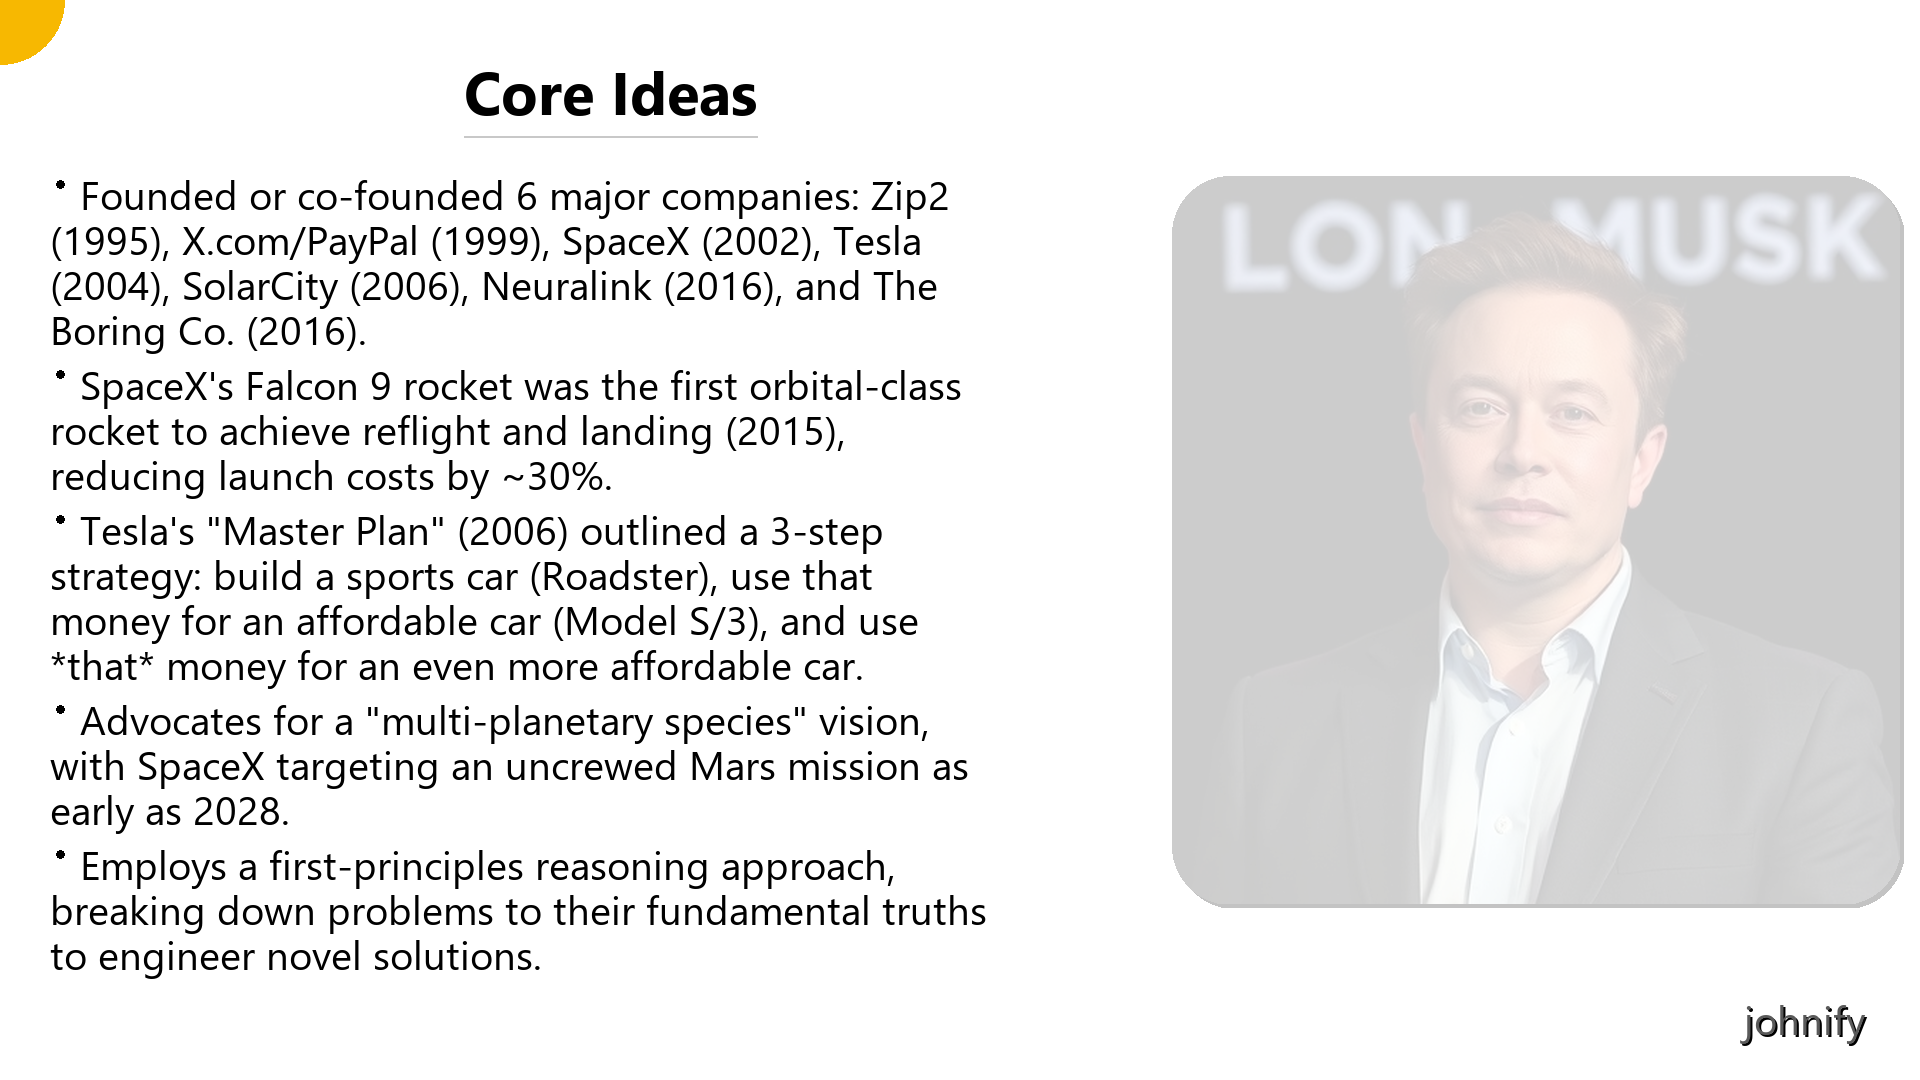 Core Ideas
• Founded or co-founded 6 major companies: Zip2
(1995), X.com/PayPal (1999), SpaceX (2002), Tesla
(2004), SolarCity (2006), Neuralink (2016), and The
Boring Co. (2016).
• SpaceX's Falcon 9 rocket was the first orbital-class
rocket to achieve reflight and landing (2015),
reducing launch costs by ~30%.
• Tesla's "Master Plan" (2006) outlined a 3-step
strategy: build a sports car (Roadster), use that
money for an affordable car (Model S/3), and use
*that* money for an even more affordable car.
• Advocates for a "multi-planetary species" vision,
with SpaceX targeting an uncrewed Mars mission as
early as 2028.
• Employs a first-principles reasoning approach,
breaking down problems to their fundamental truths
to engineer novel solutions.
LON MUSK
johnify